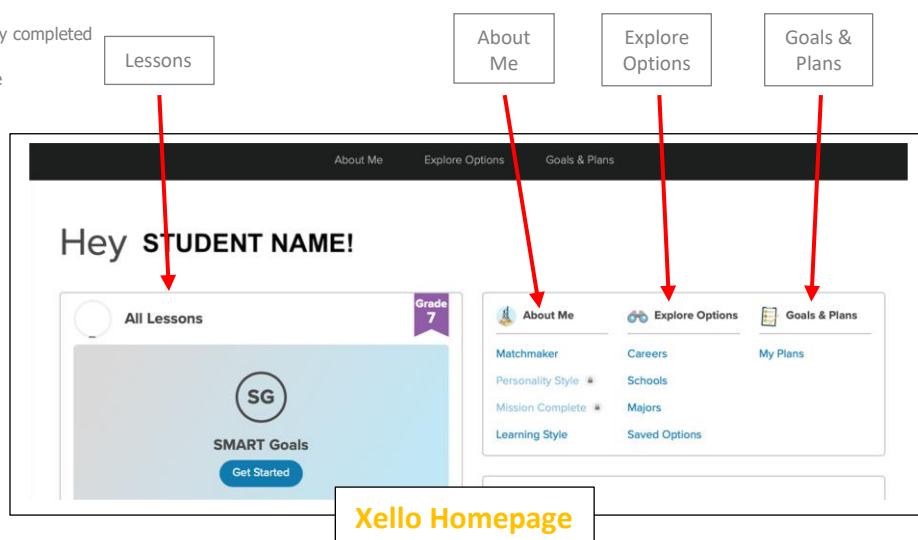 y completed
e
Lessons
About
Me
Explore
Options
Goals &
Plans
About Me Explore Options Goals & Plans
Hey STUDENT NAME!
All Lessons
Grade
7
SG
SMART Goals
Get Started
About Me Explore Options Goals & Plans
Matchmaker Careers My Plans
Personality Style Schools
Mission Complete Majors
Learning Style Saved Options
Xello Homepage